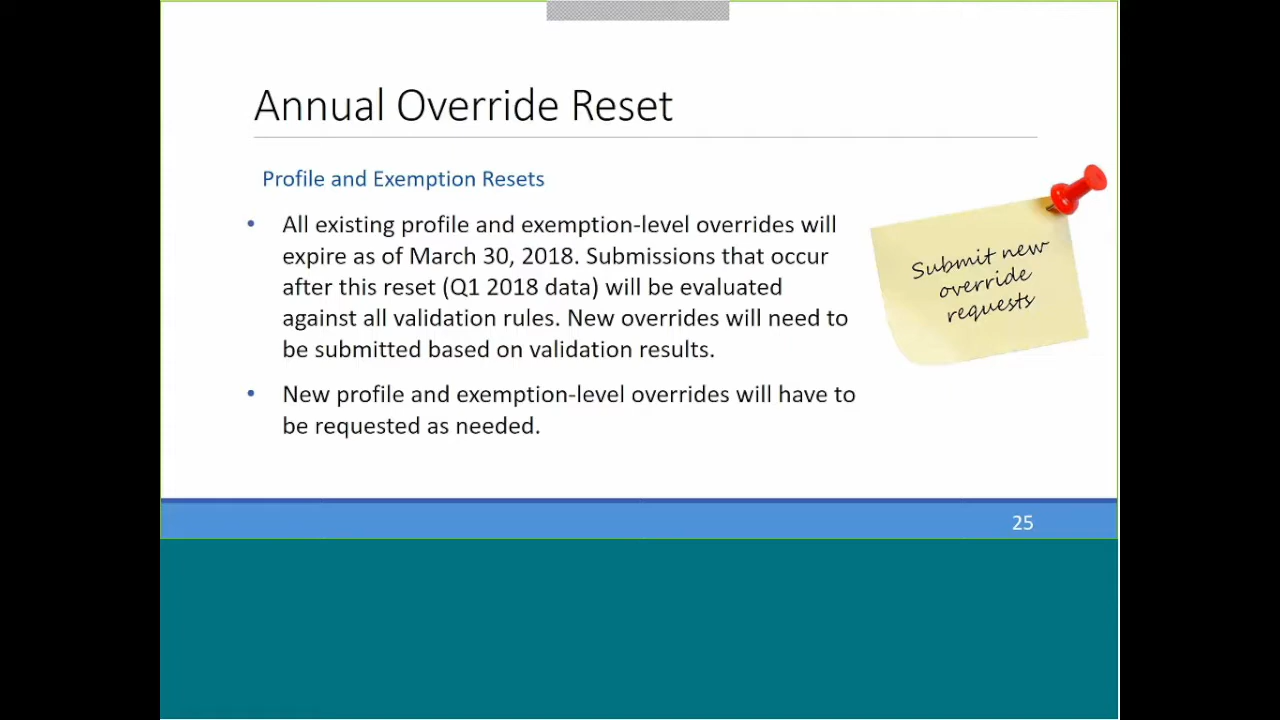 Annual Override Reset
Profile and Exemption Resets
• All existing profile and exemption-level overrides will
expire as of March 30, 2018. Submissions that occur
after this reset (Q1 2018 data) will be evaluated
against all validation rules. New overrides will need to
be submitted based on validation results.
• New profile and exemption-level overrides will have to
be requested as needed.
Submit new
override
requests
25